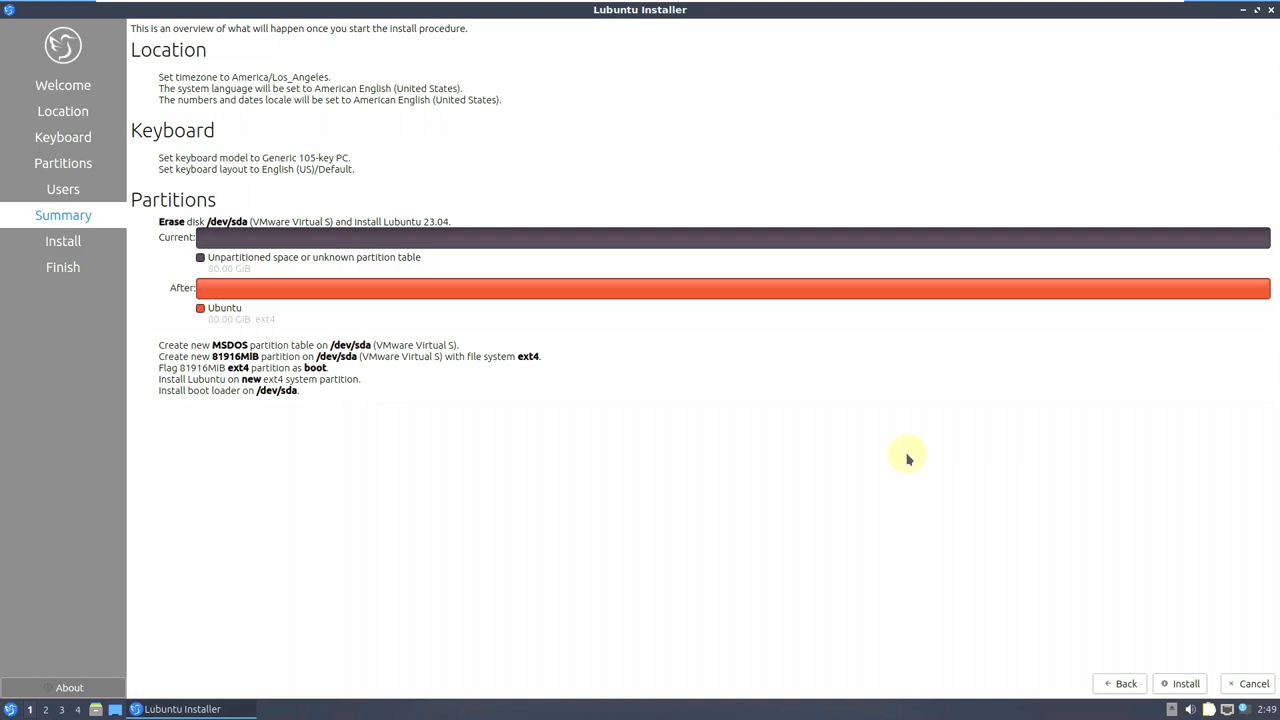 Lubuntu Installer
This is an overview of what will happen once you start the install procedure.
Welcome
Location
Keyboard
Partitions
Users
Summary
Install
Finish
About
Location
Set timezone to America/Los_Angeles.
The system language will be set to American English (United States).
The numbers and dates locale will be set to American English (United States).
Keyboard
Set keyboard model to Generic 105-key PC.
Set keyboard layout to English (US)/Default.
Partitions
Erase disk /dev/sda (VMware Virtual S) and install Lubuntu 23.04.
Current:
Unpartitioned space or unknown partition table
80.00 GiB
After:
Ubuntu
80.00 GiB ext4
Create new MSDOS partition table on /dev/sda (VMware Virtual S).
Create new 81916MiB partition on /dev/sda (VMware Virtual S) with file system ext4.
Flag 81916MiB ext4 partition as boot.
Install Lubuntu on new ext4 system partition.
Install boot loader on /dev/sda.
Back Install Cancel
1 2 3 4 Lubuntu Installer 2:49